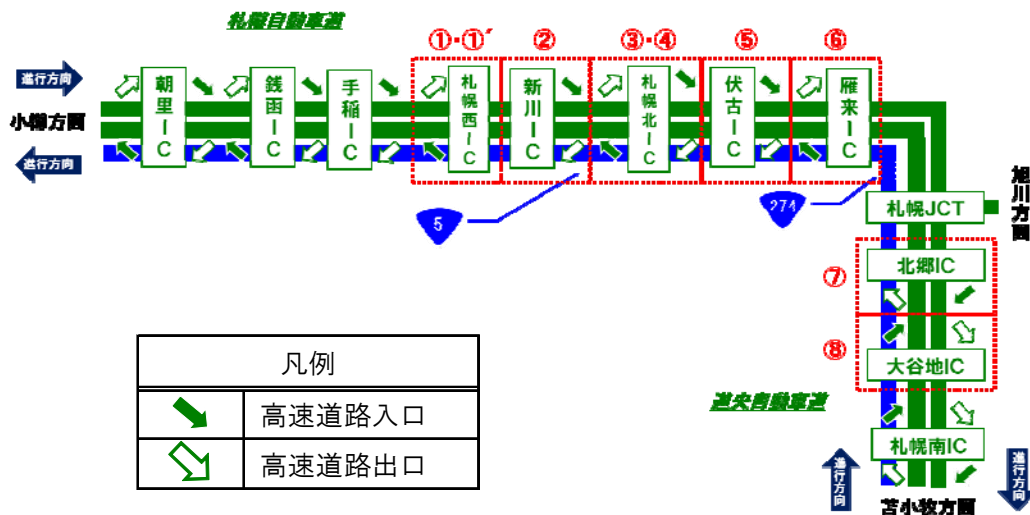 札樽自動車道
①・①´
②
③・④
⑤
⑥
進行方向
小樽方面
進行方向
朝里IC
銭函IC
手稲IC
札幌西IC
新川IC
札幌北IC
伏古IC
雁来IC
5
274
旭川方面
札幌JCT
⑦
北郷IC
⑧
大谷地IC
道央自動車道
札幌南IC
進行方向
進行方向
苫小牧方面
凡例
高速道路入口
高速道路出口